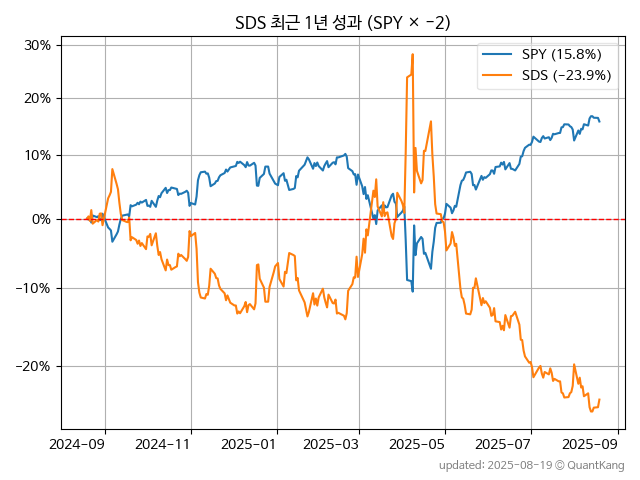 SDS 최근 1년 성과 (SPY × −2)
SPY (15.8%)
SDS (−23.9%)
30%
20%
10%
0%
−10%
−20%
2024-09 2024-11 2025-01 2025-03 2025-05 2025-07 2025-09
updated: 2025-08-19 © QuantKang